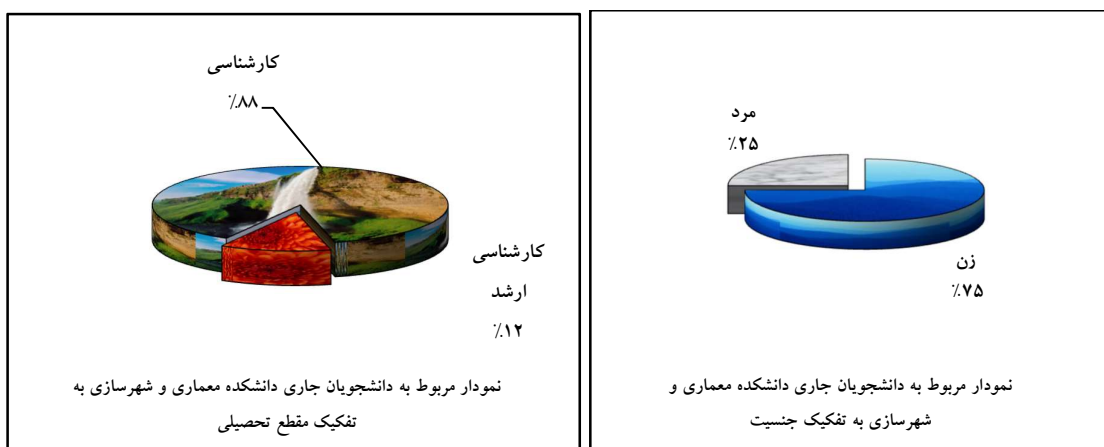 مرد
٪۲۵
زن
٪۷۵
نمودار مربوط به دانشجویان جاری دانشکده معماری و
شهرسازی به تفکیک جنسیت
کارشناسی
٪۸۸
کارشناسی
ارشد
٪۱۲
نمودار مربوط به دانشجویان جاری دانشکده معماری و شهرسازی به
تفکیک مقطع تحصیلی